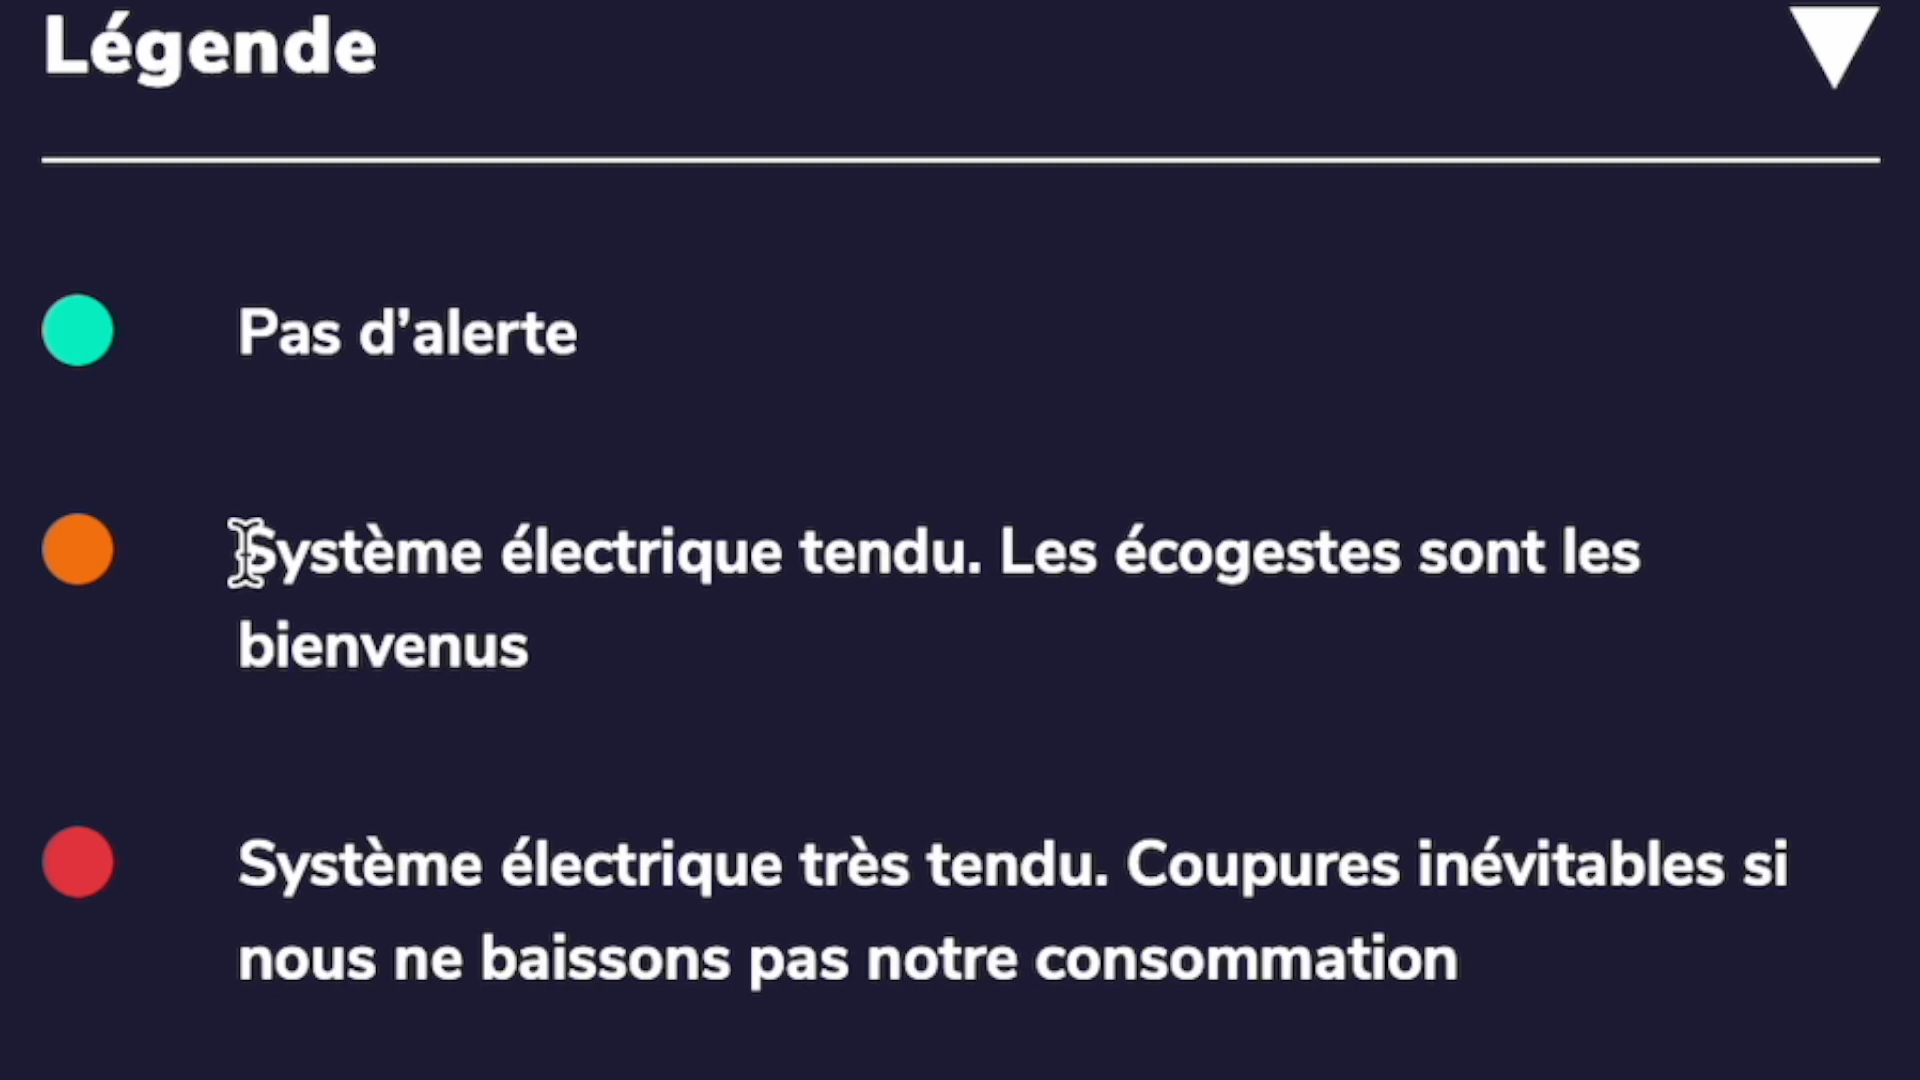 Légende
Pas d’alerte
Système électrique tendu. Les écogestes sont les
bienvenus
Système électrique très tendu. Coupures inévitables si
nous ne baissons pas notre consommation